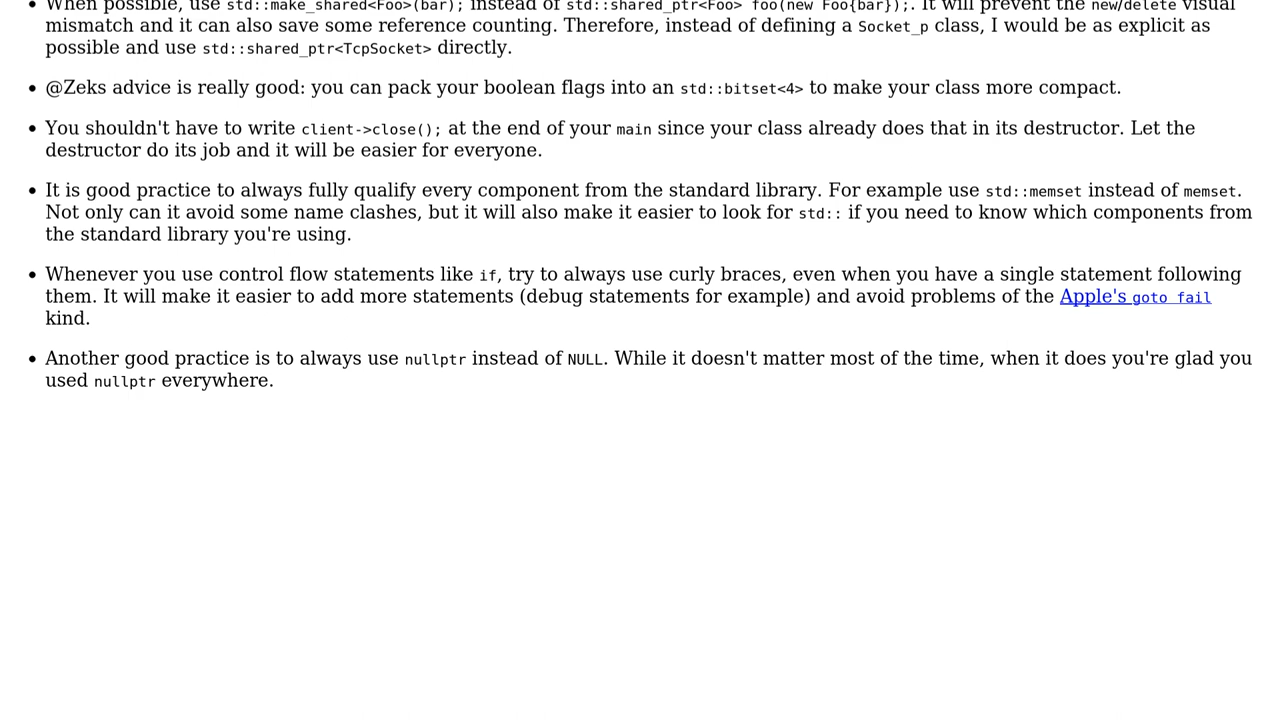 When possible, use std::make_shared<Foo>(bar); instead of std::shared_ptr<Foo> foo(new Foo{bar});. It will prevent the new/delete visual
mismatch and it can also save some reference counting. Therefore, instead of defining a Socket_p class, I would be as explicit as
possible and use std::shared_ptr<TcpSocket> directly.
@Zeks advice is really good: you can pack your boolean flags into an std::bitset<4> to make your class more compact.
You shouldn't have to write client->close(); at the end of your main since your class already does that in its destructor. Let the
destructor do its job and it will be easier for everyone.
It is good practice to always fully qualify every component from the standard library. For example use std::memset instead of memset.
Not only can it avoid some name clashes, but it will also make it easier to look for std:: if you need to know which components from
the standard library you're using.
Whenever you use control flow statements like if, try to always use curly braces, even when you have a single statement following
them. It will make it easier to add more statements (debug statements for example) and avoid problems of the Apple's goto fail
kind.
Another good practice is to always use nullptr instead of NULL. While it doesn't matter most of the time, when it does you're glad you
used nullptr everywhere.